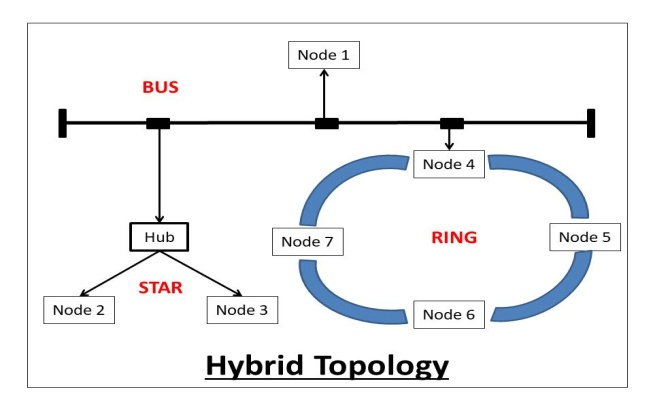 Node 1
BUS
Node 4
Hub
Node 7
RING
Node 5
STAR
Node 2
Node 3
Node 6
Hybrid Topology